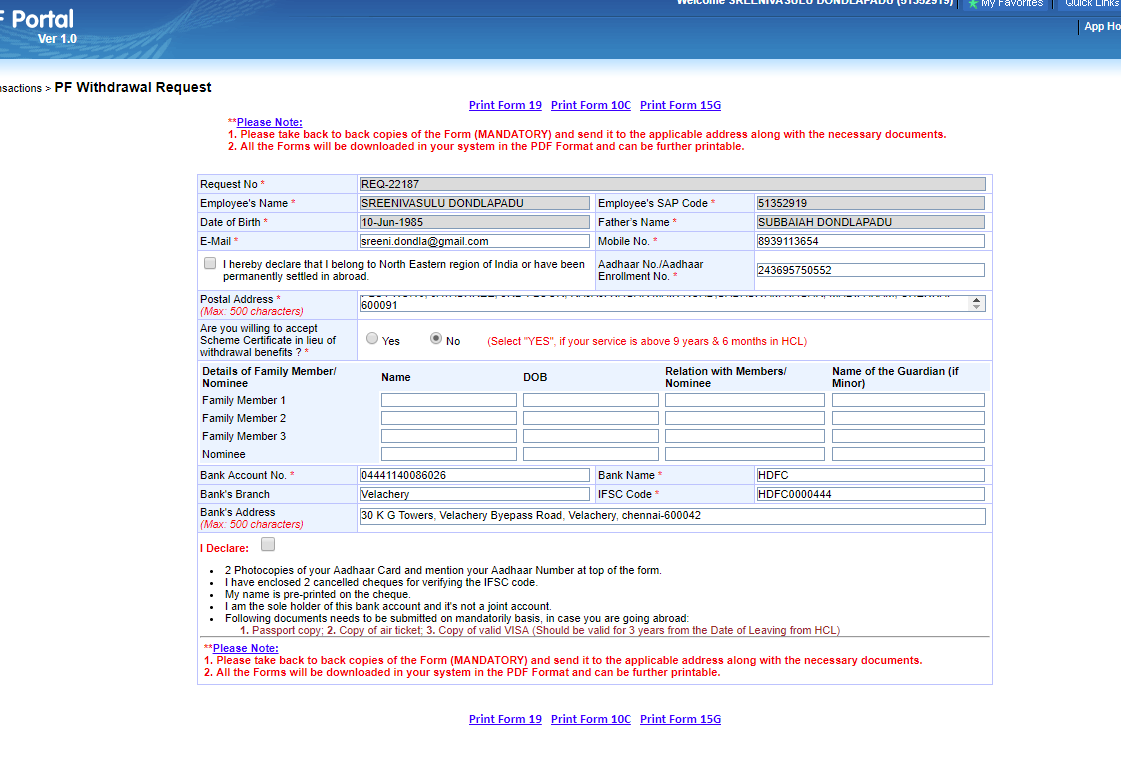 Welcome SREENIVASULU DONDLAPADU (51352919) My Favorites Quick Links
F Portal
Ver 1.0
App Ho
nsactions > PF Withdrawal Request
Print Form 19 Print Form 10C Print Form 15G
**Please Note:
1. Please take back to back copies of the Form (MANDATORY) and send it to the applicable address along with the necessary documents.
2. All the Forms will be downloaded in your system in the PDF Format and can be further printable.
Request No * REQ-22187
Employee's Name * SREENIVASULU DONDLAPADU Employee's SAP Code * 51352919
Date of Birth * 10-Jun-1985 Father's Name * SUBBAIAH DONDLAPADU
E-Mail * sreeni.dondla@gmail.com Mobile No. * 8939113654
I hereby declare that I belong to North Eastern region of India or have been
permanently settled in abroad.
Aadhaar No./Aadhaar
Enrollment No. *
243695750552
Postal Address *
(Max: 500 characters)
600091
Are you willing to accept
Scheme Certificate in lieu of
withdrawal benefits ? *
Yes No (Select "YES", if your service is above 9 years & 6 months in HCL)
Details of Family Member/
Nominee
Name
DOB
Relation with Members/
Nominee
Name of the Guardian (if
Minor)
Family Member 1
Family Member 2
Family Member 3
Nominee
Bank Account No. * 04441140086026 Bank Name * HDFC
Bank's Branch Velachery IFSC Code * HDFC0000444
Bank's Address
(Max: 500 characters)
30 K G Towers, Velachery Byepass Road, Velachery, chennai-600042
I Declare:
• 2 Photocopies of your Aadhaar Card and mention your Aadhaar Number at top of the form.
• I have enclosed 2 cancelled cheques for verifying the IFSC code.
• My name is pre-printed on the cheque.
• I am the sole holder of this bank account and it's not a joint account.
• Following documents needs to be submitted on mandatorily basis, in case you are going abroad:
1. Passport copy; 2. Copy of air ticket; 3. Copy of valid VISA (Should be valid for 3 years from the Date of Leaving from HCL)
**Please Note:
1. Please take back to back copies of the Form (MANDATORY) and send it to the applicable address along with the necessary documents.
2. All the Forms will be downloaded in your system in the PDF Format and can be further printable.
Print Form 19 Print Form 10C Print Form 15G